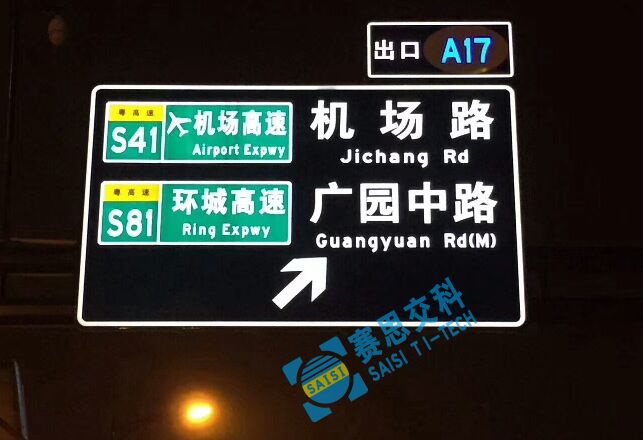 出口 A17
粤高速
S41 机场高速
Airport Expwy
机场路
Jichang Rd
粤高速
S81 环城高速
Ring Expwy
广园中路
Guangyuan Rd(M)
赛思交科
SAISI TI-TECH
SAISI